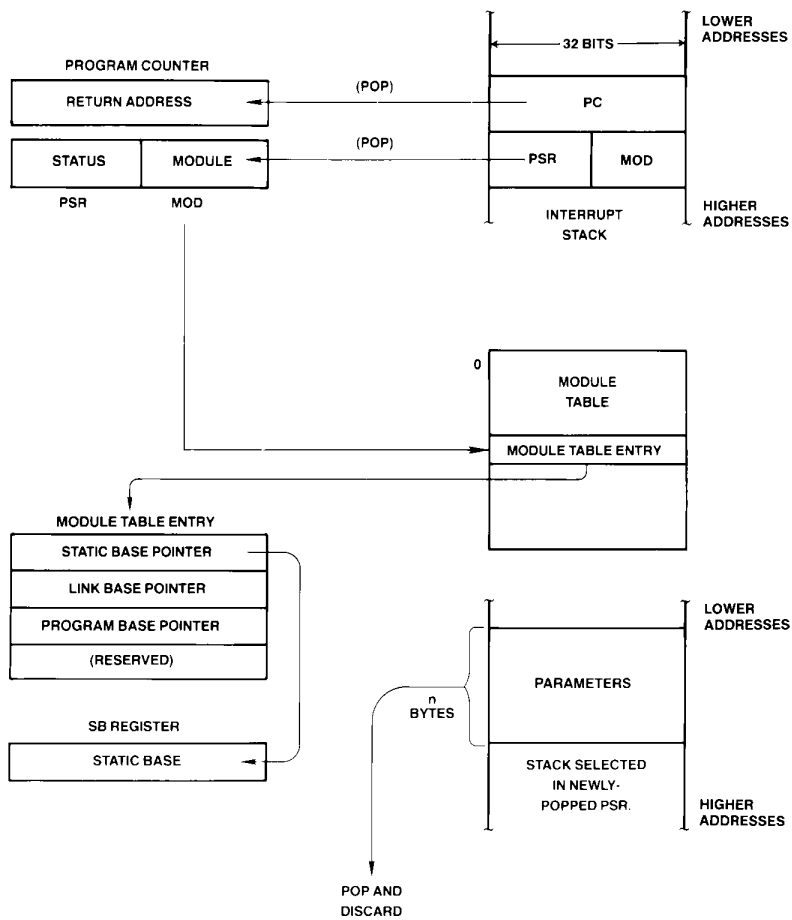 LOWER
ADDRESSES
32 BITS
PROGRAM COUNTER
RETURN ADDRESS
(POP)
PC
STATUS
MODULE
(POP)
PSR
MOD
PSR
MOD
INTERRUPT
STACK
HIGHER
ADDRESSES
0
MODULE
TABLE
MODULE TABLE ENTRY
MODULE TABLE ENTRY
STATIC BASE POINTER
LINK BASE POINTER
PROGRAM BASE POINTER
(RESERVED)
SB REGISTER
STATIC BASE
LOWER
ADDRESSES
n
BYTES
PARAMETERS
STACK SELECTED
IN NEWLY-
POPPED PSR.
HIGHER
ADDRESSES
POP AND
DISCARD